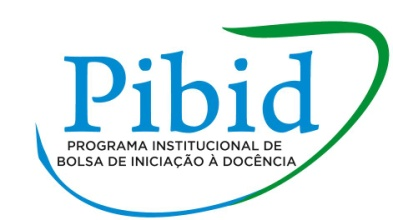 Pibid
PROGRAMA INSTITUCIONAL DE
BOLSA DE INICIAÇÃO À DOCÊNCIA